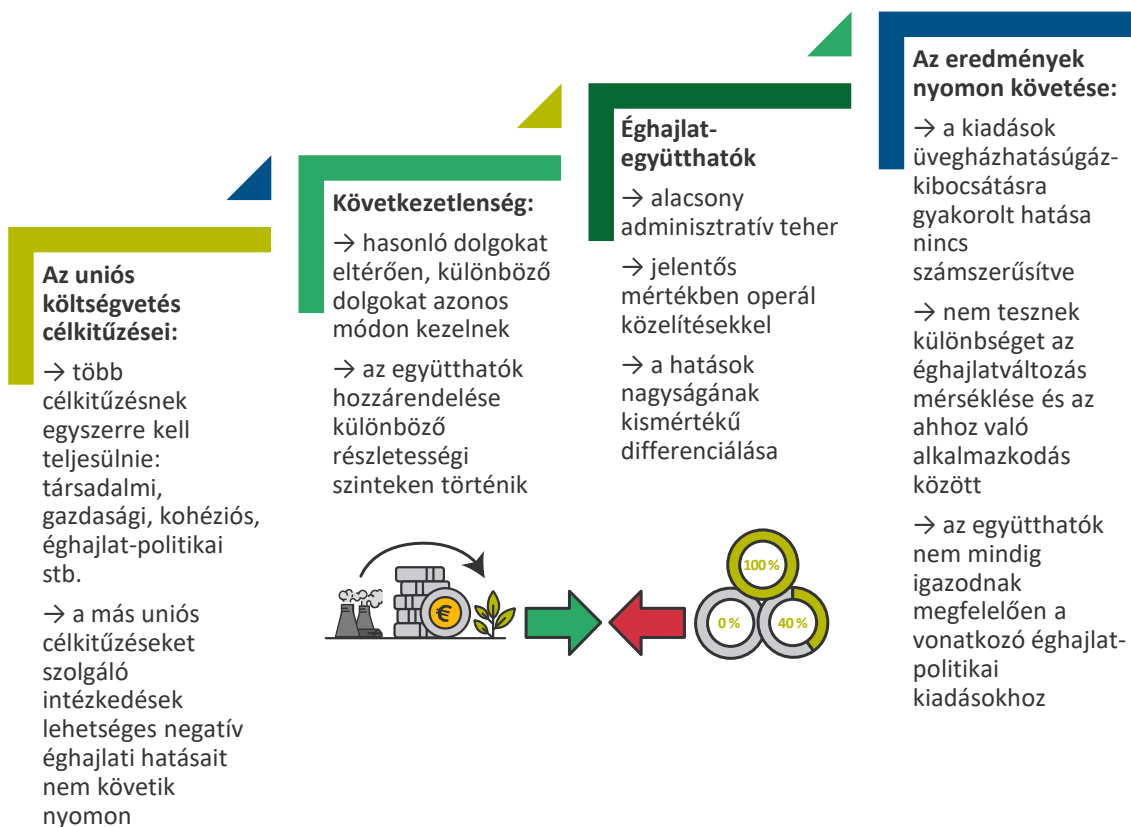 Az uniós
költségvetés
célkitűzései:
→ több
célkitűzésnek
egyszerre kell
teljesülnie:
társadalmi,
gazdasági, kohéziós,
éghajlat-politikai
stb.
→ a más uniós
célkitűzéseket
szolgáló
intézkedések
lehetséges negatív
éghajlati hatásait
nem követik
nyomon
Következetlenség:
→ hasonló dolgokat
eltérően, különböző
dolgokat azonos
módon kezelnek
→ az együtthatók
hozzárendelése
különböző
részletességi
szinteken történik
Éghajlat-
együtthatók
→ alacsony
adminisztratív teher
→ jelentős
mértékben operál
közelítésekkel
→ a hatások
nagyságának
kismértékű
differenciálása
Az eredmények
nyomon követése:
→ a kiadások
üvegházhatásúgáz-
kibocsátásra
gyakorolt hatása
nincs
számszerűsítve
→ nem tesznek
különbséget az
éghajlatváltozás
mérséklése és az
ahhoz való
alkalmazkodás
között
→ az együtthatók
nem mindig
igazodnak
megfelelően a
vonatkozó éghajlat-
politikai
kiadásokhoz
€
100 %
0 %
40 %